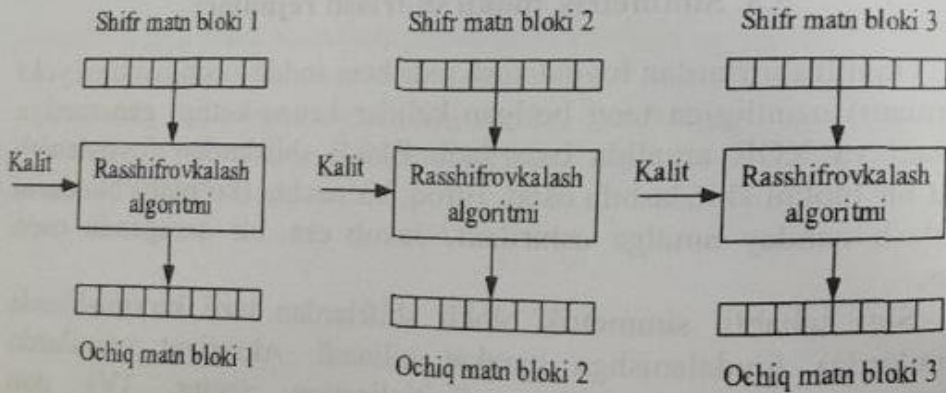 Shifr matn bloki 1
Shifr matn bloki 2
Shifr matn bloki 3
Kalit
Rasshifrovkalash
algoritmi
Kalit
Rasshifrovkalash
algoritmi
Kalit
Rasshifrovkalash
algoritmi
Ochiq matn bloki 1
Ochiq matn bloki 2
Ochiq matn bloki 3